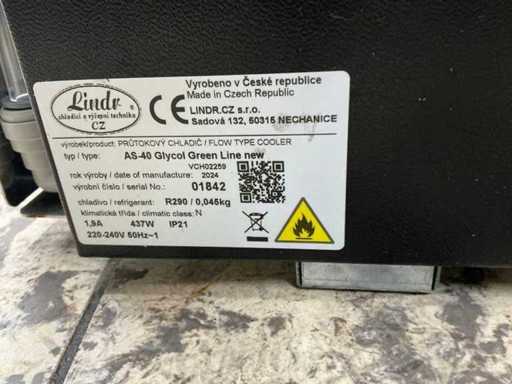 Lindr
chladicí a výčepní technika
CZ
CE
Vyrobeno v České republice
Made in Czech Republic
LINDR.CZ s.r.o.
Sadová 132, 50315 NECHANICE
výrobek/product: PRŮTOKOVÝ CHLADIČ / FLOW TYPE COOLER
typ / type: AS-40 Glycol Green Line new
VCH02259
rok výroby / date of manufacture: 2024
výrobní číslo / serial No.: 01842
chladivo / refrigerant: R290 / 0,045kg
klimatická třída / climatic class: N
1,9A 437W IP21
220-240V 50Hz~1